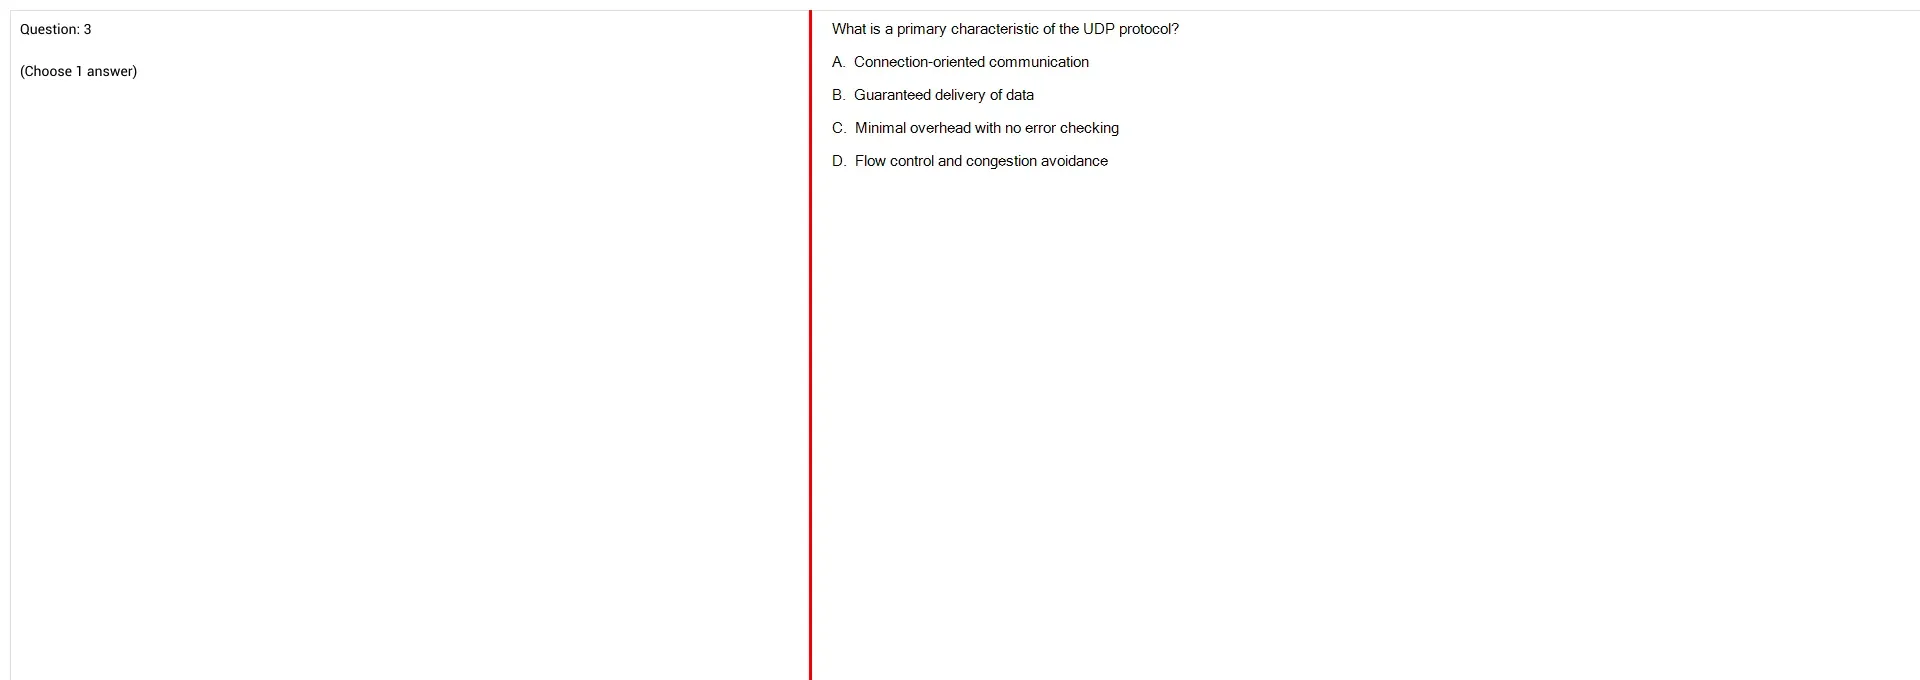 Question: 3
(Choose 1 answer)
What is a primary characteristic of the UDP protocol?
A. Connection-oriented communication
B. Guaranteed delivery of data
C. Minimal overhead with no error checking
D. Flow control and congestion avoidance